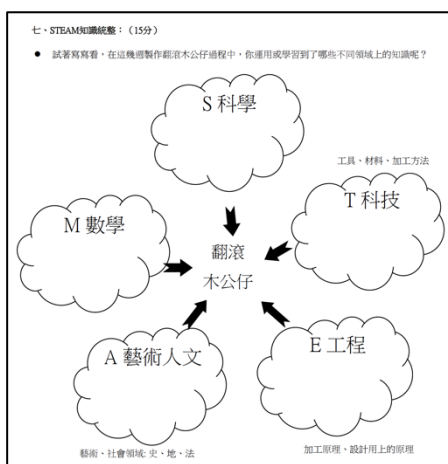 七、STEAM知識統整：（15分）
● 試著寫寫看，在這幾週製作翻滾木公仔過程中，你運用或學習到了哪些不同領域上的知識呢？
S 科學
工具、材料、加工方法
T 科技
M 數學
翻滾
木公仔
A 藝術人文
E 工程
藝術、社會領域: 史、地、法
加工原理、設計用上的原理